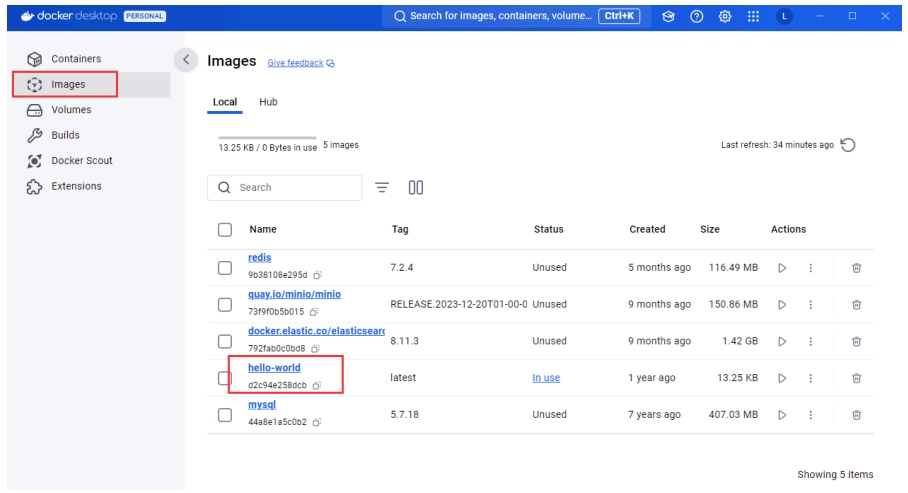 docker desktop PERSONAL
Search for images, containers, volume... Ctrl+K
L
Containers
Images
Volumes
Builds
Docker Scout
Extensions
Images Give feedback
Local Hub
13.25 KB / 0 Bytes in use 5 images
Last refresh: 34 minutes ago
Search
Name Tag Status Created Size Actions
redis
9b38108e295d
7.2.4 Unused 5 months ago 116.49 MB
quay.io/minio/minio
73f9f0b5b015
RELEASE.2023-12-20T01-00-0 Unused 9 months ago 150.86 MB
docker.elastic.co/elasticsearc
792fab0c0bd8
8.11.3 Unused 9 months ago 1.42 GB
hello-world
d2c94e258dcb
latest In use 1 year ago 13.25 KB
mysql
44a8e1a5c0b2
5.7.18 Unused 7 years ago 407.03 MB
Showing 5 items